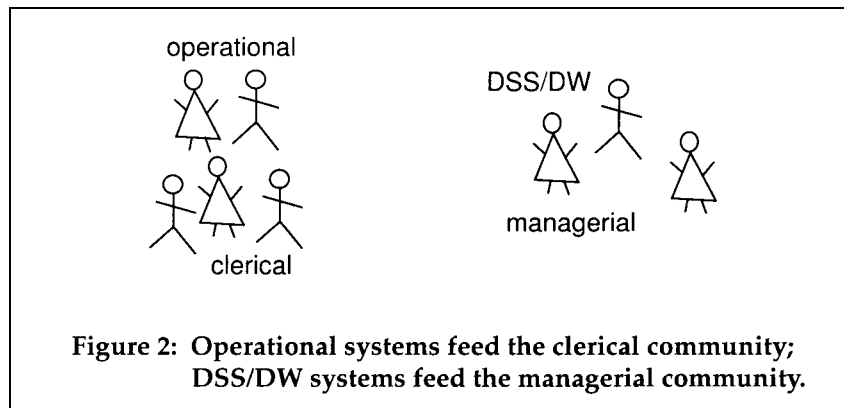 operational
DSS/DW
managerial
clerical
Figure 2: Operational systems feed the clerical community;
DSS/DW systems feed the managerial community.